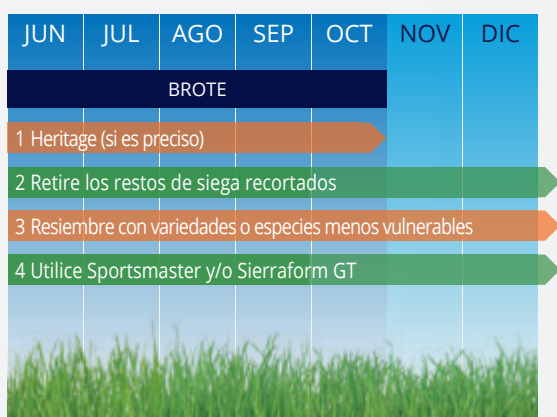 JUN JUL AGO SEP OCT NOV DIC
BROTE
1 Heritage (si es preciso)
2 Retire los restos de siega recortados
3 Resiembre con variedades o especies menos vulnerables
4 Utilice Sportsmaster y/o Sierraform GT